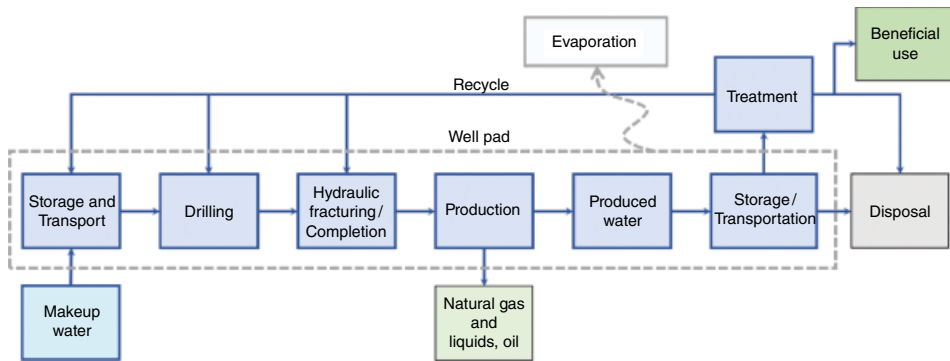 Evaporation
Beneficial
use
Recycle
Treatment
Well pad
Storage and
Transport
Drilling
Hydraulic
fracturing/
Completion
Production
Produced
water
Storage/
Transportation
Disposal
Makeup
water
Natural gas
and
liquids, oil